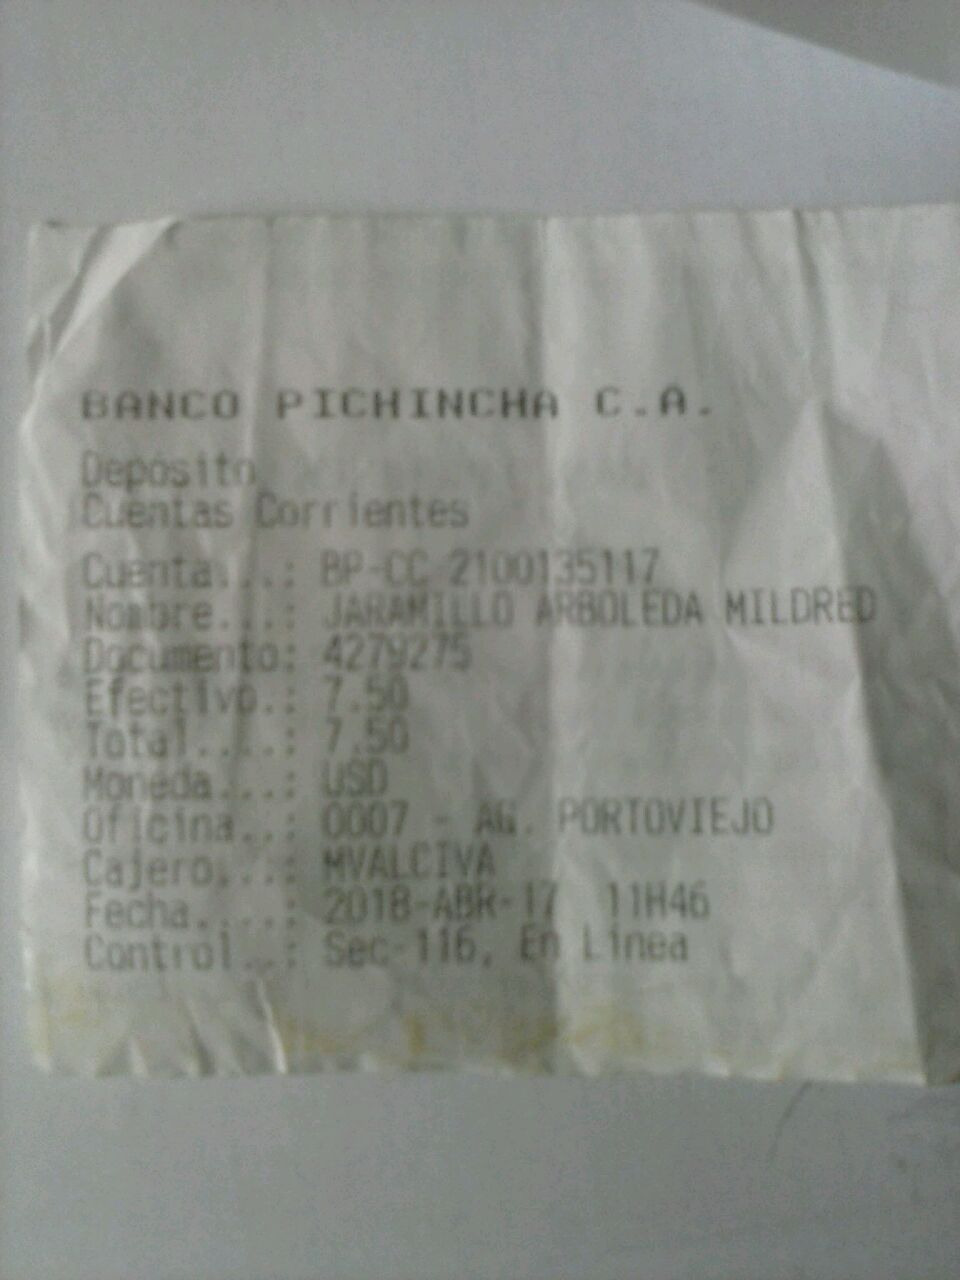 BANCO PICHINCHA C.A.
Deposito
Cuentas Corrientes
Cuenta...: BP-CC 2100135117
Nombre...: JARAMILLO ARBOLEDA MILDRED
Documento: 4279275
Efectivo.: 7.50
Total....: 7.50
Moneda...: USD
Oficina..: 0007 - AG. PORTOVIEJO
Cajero...: MVALCIVA
Fecha....: 2018-ABR-17 11H46
Control..: Sec-116, En Linea